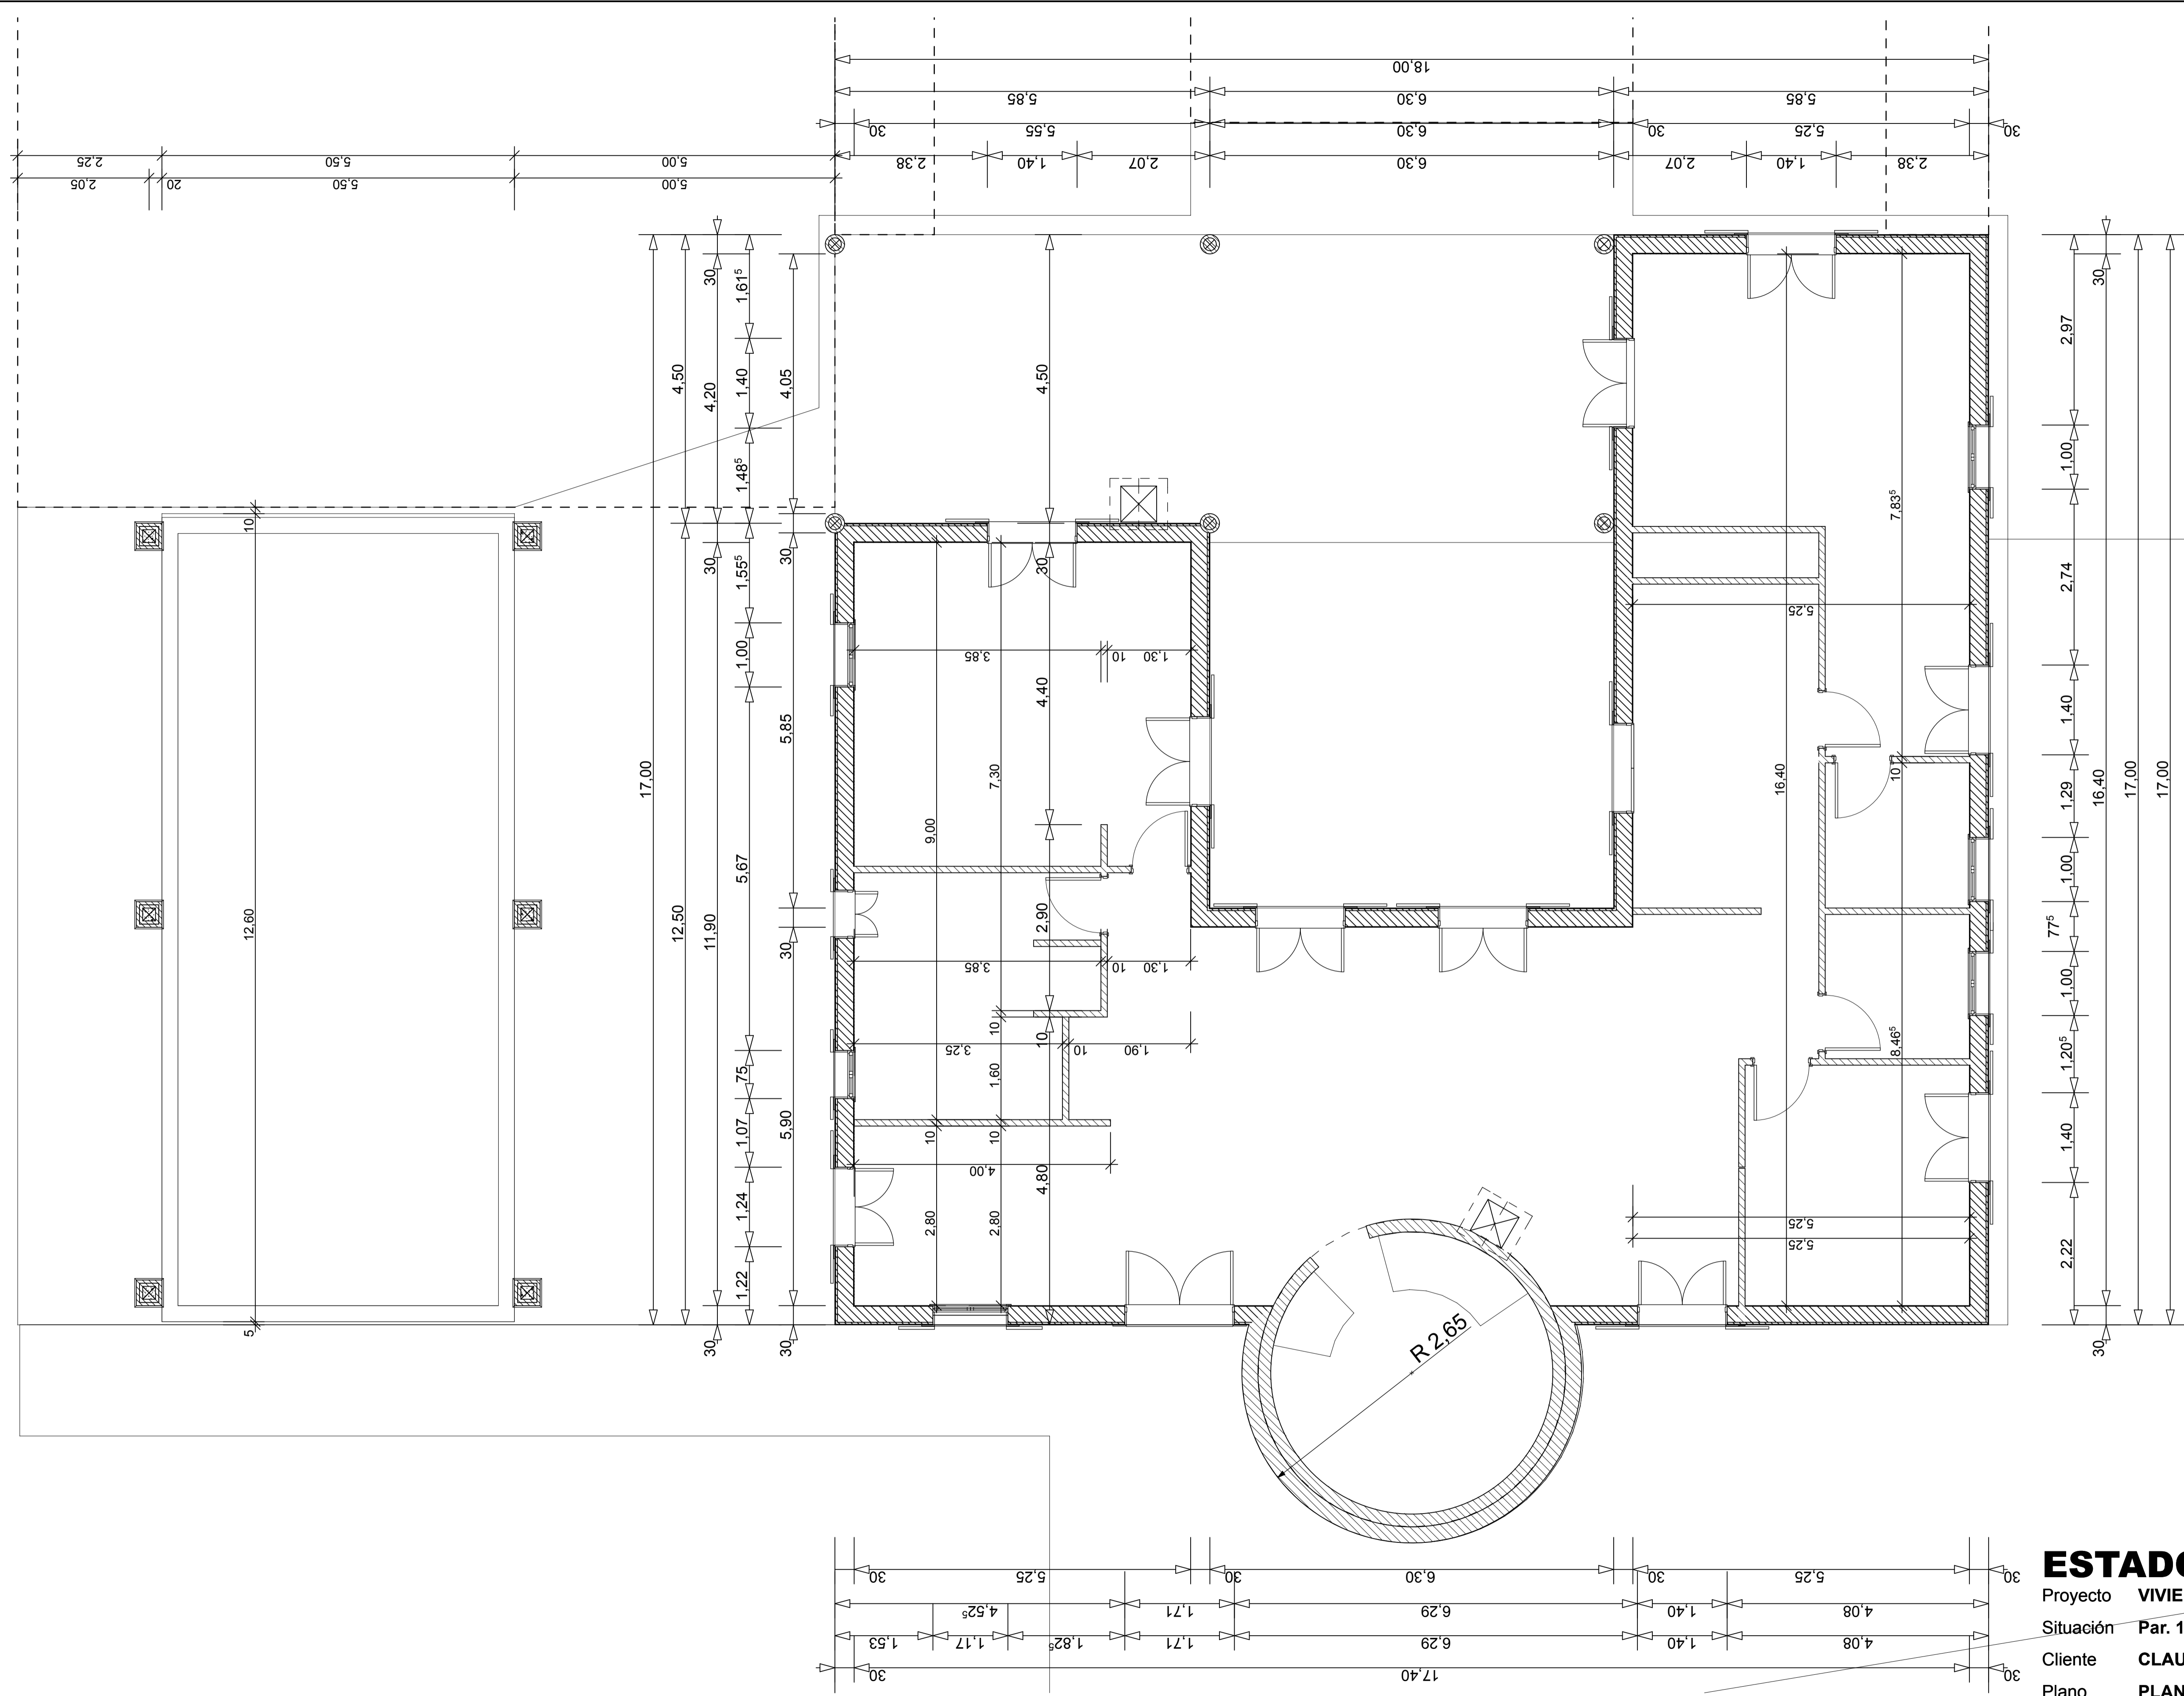 18,00
5,85 6,30 5,85
30 5,55 6,30 30 5,25 30
2,25 5,50 5,00 2,38 1,40 2,07 6,30 2,07 1,40 2,38
2,05 20 5,50 5,00
17,00
4,50 12,50
30 4,20 30 11,90 30
1,61⁵ 1,40 1,48⁵ 1,55⁵ 1,00 5,67 75 1,07 1,24 1,22
4,05 30 5,85 30 5,90 30
10 12,60 5
4,50 30 4,40 2,90 10 4,80
9,00 10 2,80
7,30 10 1,60 10 2,80
3,85 10 1,30
3,85 10 1,30
3,25 10 1,90
4,00
16,40
7,83⁵ 10 8,46⁵
5,25
5,25
5,25
R 2,65
2,97 1,00 2,74 1,40 1,29 1,00 77⁵ 1,00 1,20⁵ 1,40 2,22
30 16,40 30
17,00
17,00
30 5,25 30 6,30 30 5,25 30
4,52⁵ 1,71 6,29 1,40 4,08
1,53 1,17 1,82⁵ 1,71 6,29 1,40 4,08
30 17,40 30
ESTADO
Proyecto VIVIE
Situación Par. 1
Cliente CLAU
Plano PLAN